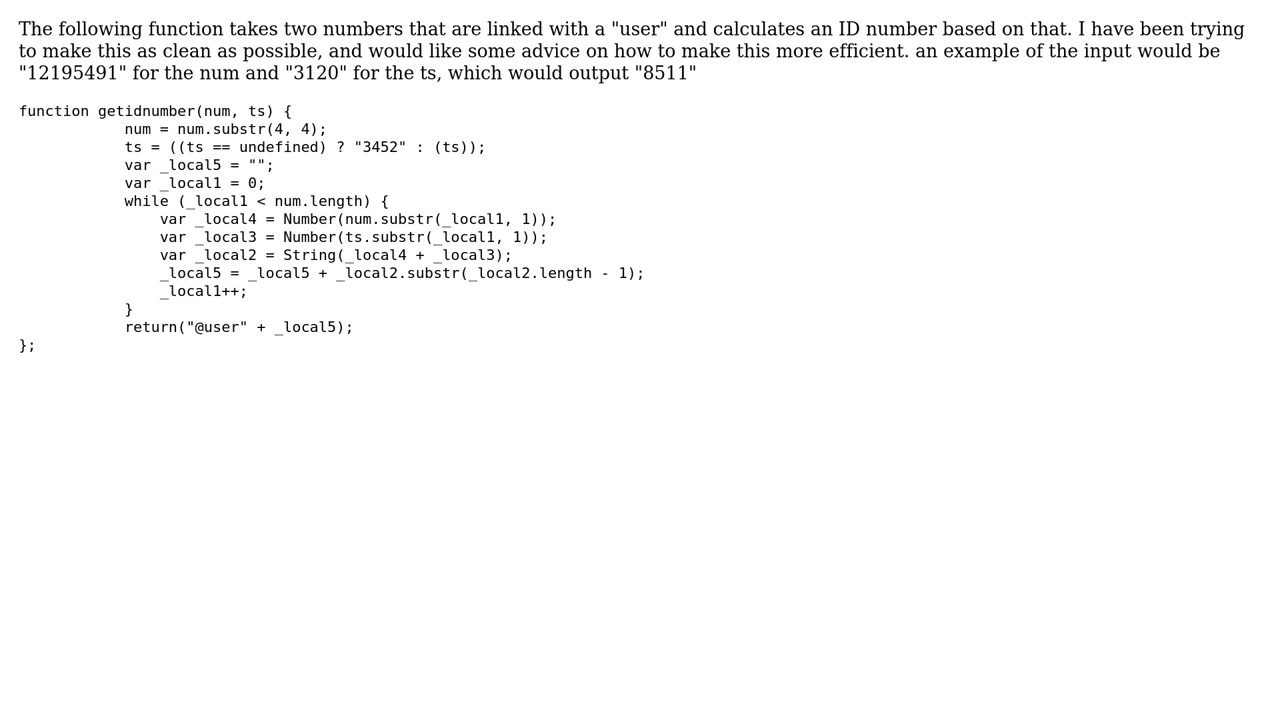 The following function takes two numbers that are linked with a "user" and calculates an ID number based on that. I have been trying
to make this as clean as possible, and would like some advice on how to make this more efficient. an example of the input would be
"12195491" for the num and "3120" for the ts, which would output "8511"
function getidnumber(num, ts) {
            num = num.substr(4, 4);
            ts = ((ts == undefined) ? "3452" : (ts));
            var _local5 = "";
            var _local1 = 0;
            while (_local1 < num.length) {
                var _local4 = Number(num.substr(_local1, 1));
                var _local3 = Number(ts.substr(_local1, 1));
                var _local2 = String(_local4 + _local3);
                _local5 = _local5 + _local2.substr(_local2.length - 1);
                _local1++;
            }
            return("@user" + _local5);
};